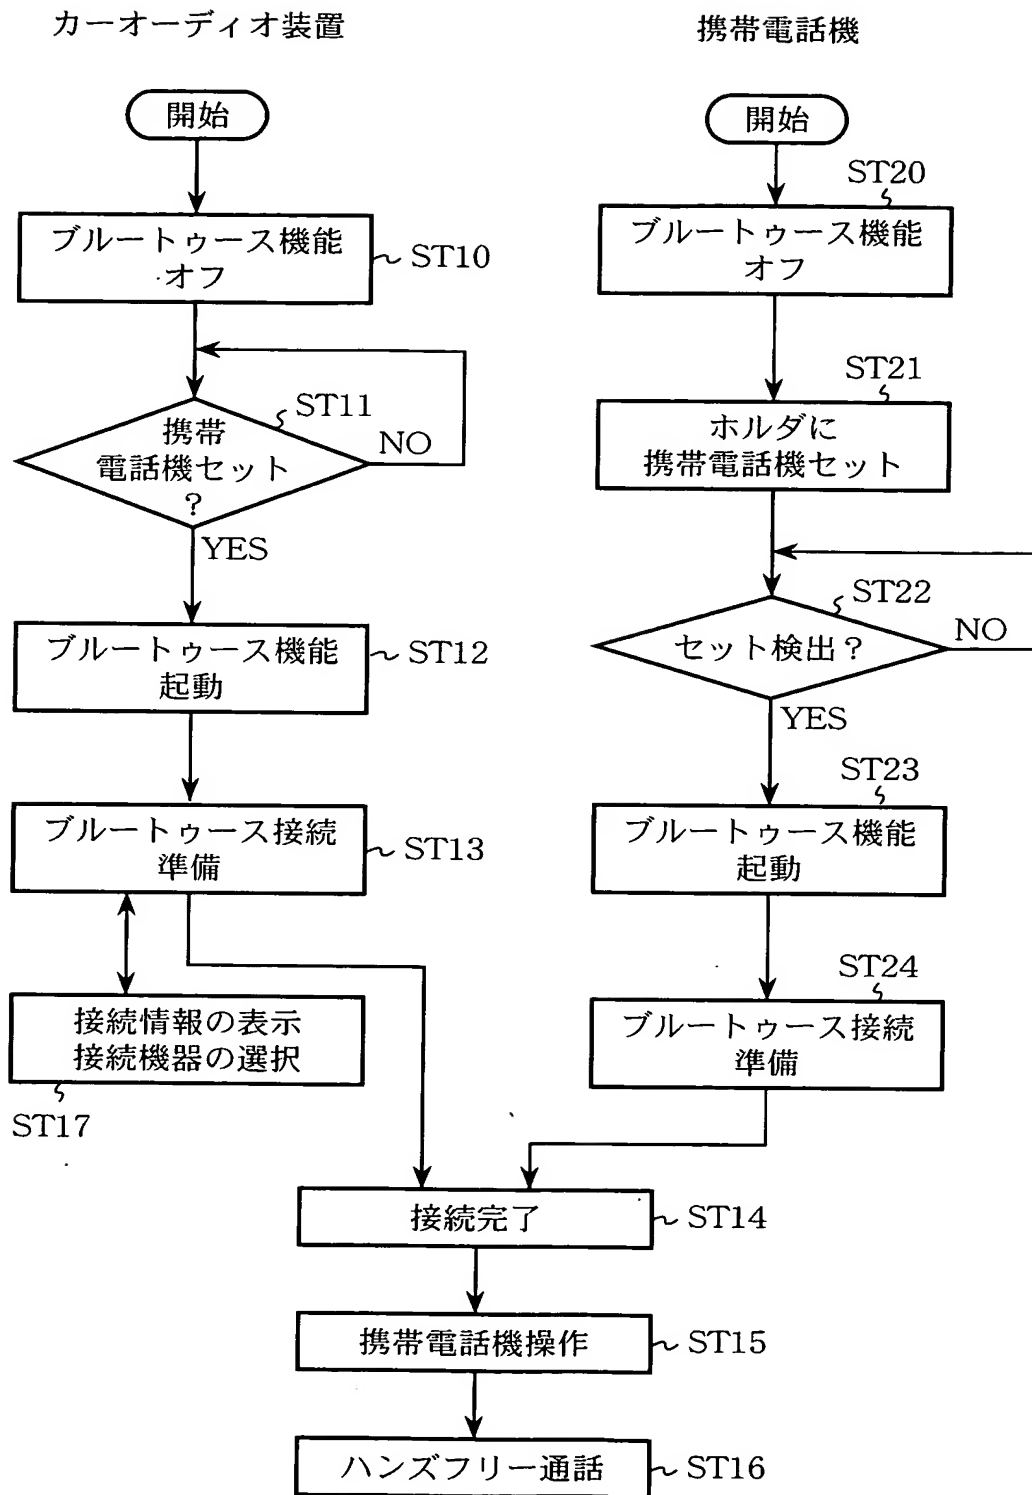 カーオーディオ装置
開始
ブルートゥース機能
オフ
ST10
ST11
携帯
電話機セット
?
NO
YES
ブルートゥース機能
起動
ST12
ブルートゥース接続
準備
ST13
接続情報の表示
接続機器の選択
ST17
携帯電話機
開始
ST20
ブルートゥース機能
オフ
ST21
ホルダに
携帯電話機セット
ST22
セット検出?
NO
YES
ST23
ブルートゥース機能
起動
ST24
ブルートゥース接続
準備
接続完了
ST14
携帯電話機操作
ST15
ハンズフリー通話
ST16